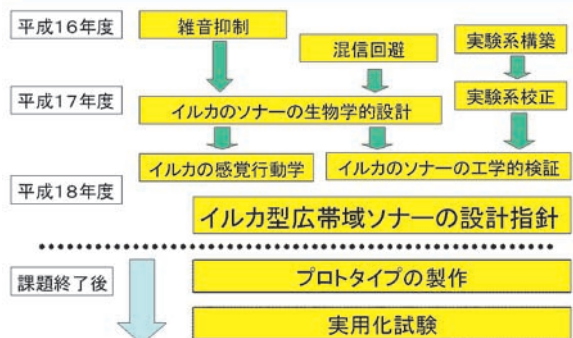 平成16年度
雑音抑制
混信回避
実験系構築
平成17年度
イルカのソナーの生物学的設計
実験系校正
イルカの感覚行動学
イルカのソナーの工学的検証
平成18年度
イルカ型広帯域ソナーの設計指針
課題終了後
プロトタイプの製作
実用化試験